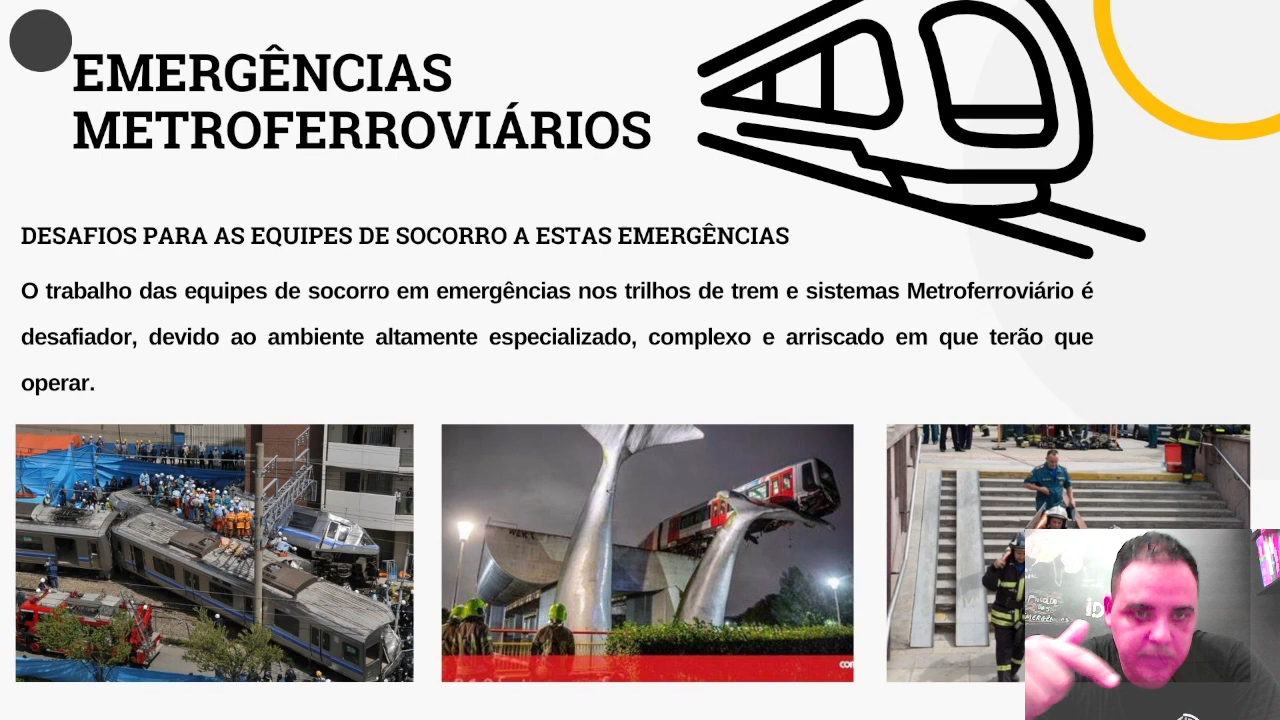 EMERGÊNCIAS
METROFERROVIÁRIOS
DESAFIOS PARA AS EQUIPES DE SOCORRO A ESTAS EMERGÊNCIAS
O trabalho das equipes de socorro em emergências nos trilhos de trem e sistemas Metroferroviário é
desafiador, devido ao ambiente altamente especializado, complexo e arriscado em que terão que
operar.